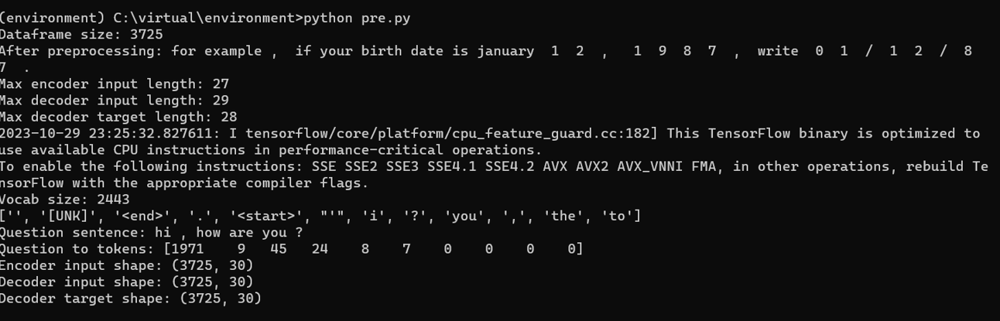 (environment) C:\virtual\environment>python pre.py
Dataframe size: 3725
After preprocessing: for example ,  if your birth date is january  1  2  ,   1  9  8  7  ,  write  0  1  /  1  2  /  8
7  .
Max encoder input length: 27
Max decoder input length: 29
Max decoder target length: 28
2023-10-29 23:25:32.827611: I tensorflow/core/platform/cpu_feature_guard.cc:182] This TensorFlow binary is optimized to
use available CPU instructions in performance-critical operations.
To enable the following instructions: SSE SSE2 SSE3 SSE4.1 SSE4.2 AVX AVX2 AVX_VNNI FMA, in other operations, rebuild Te
nsorFlow with the appropriate compiler flags.
Vocab size: 2443
['', '[UNK]', '<end>', '.', '<start>', "'", 'i', '?', 'you', ',', 'the', 'to']
Question sentence: hi , how are you ?
Question to tokens: [1971    9   45   24    8    7    0    0    0    0]
Encoder input shape: (3725, 30)
Decoder input shape: (3725, 30)
Decoder target shape: (3725, 30)